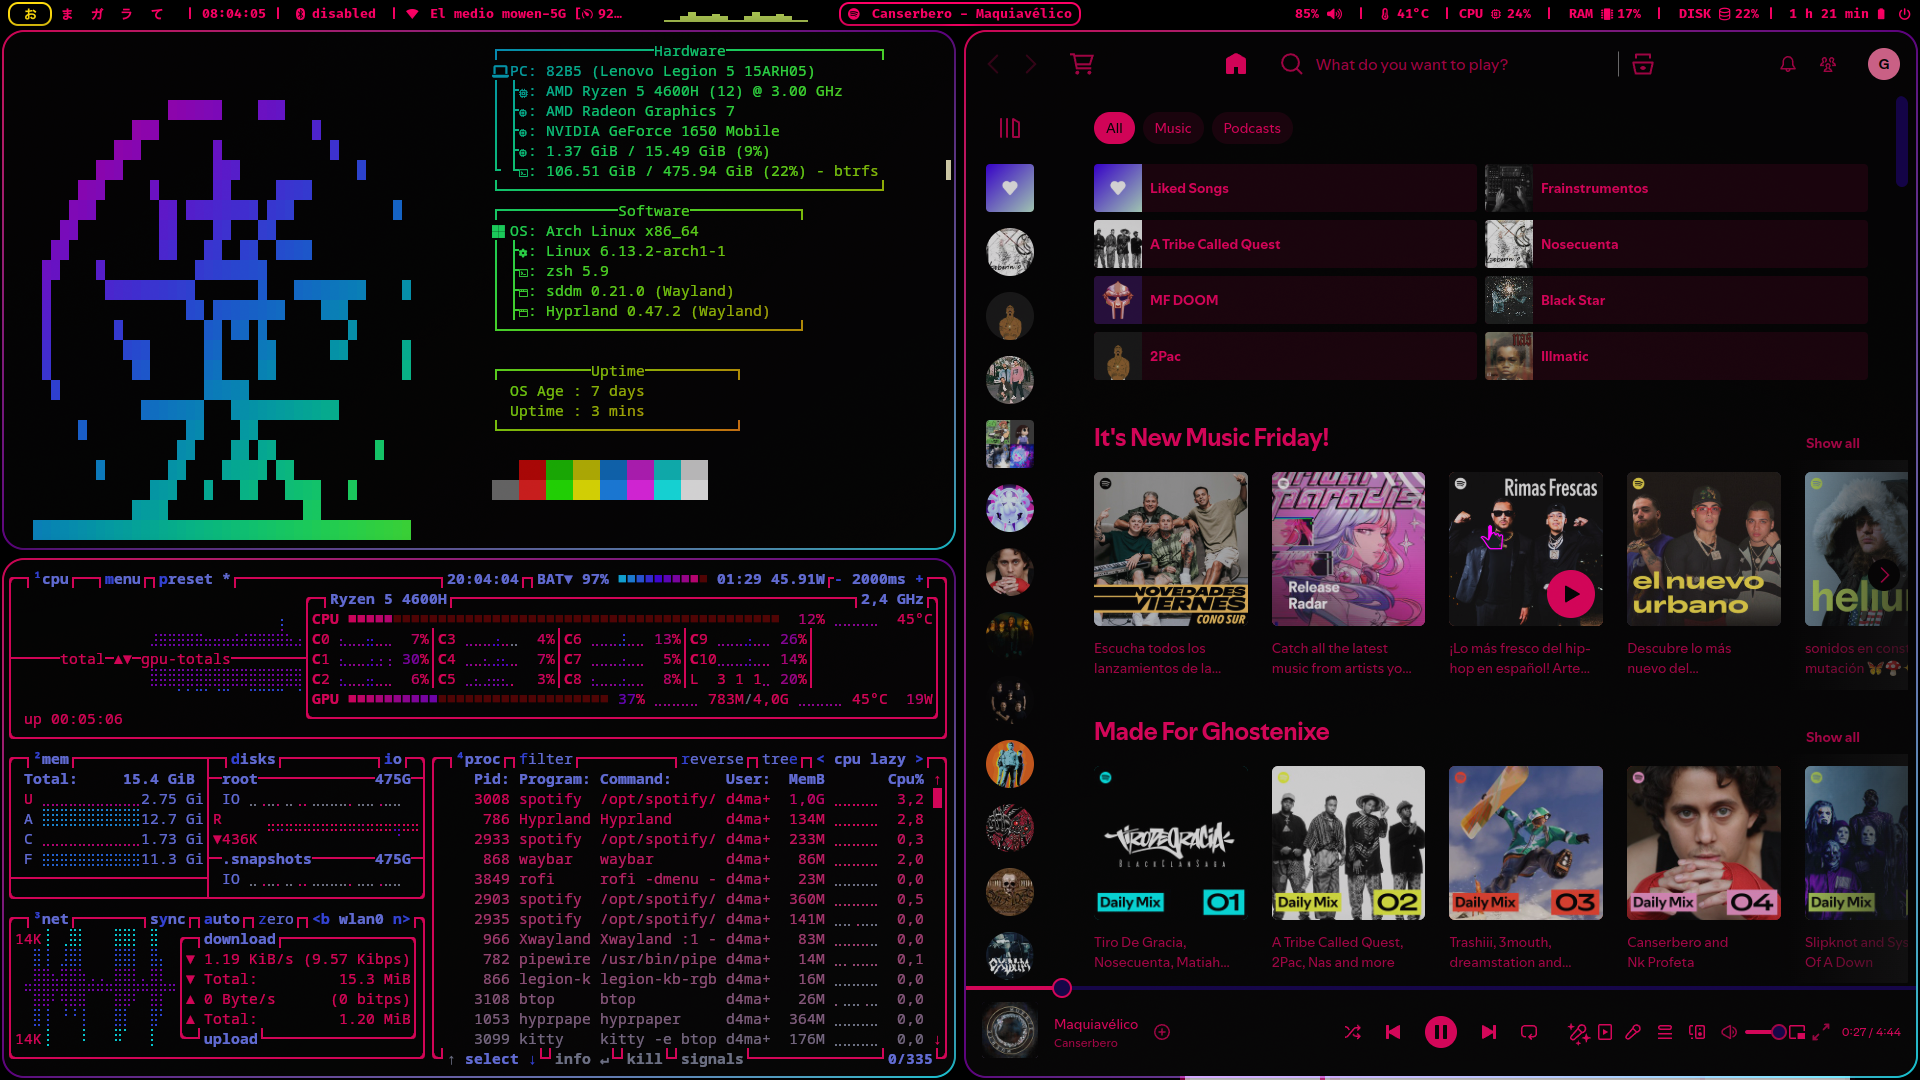 お ま ガ ラ て | 08:04:05 | disabled | El medio mowen-5G [ 92…
Canserbero - Maquiavélico
85% | 41°C | CPU 24% | RAM 17% | DISK 22% | 1 h 21 min
Hardware
PC: 82B5 (Lenovo Legion 5 15ARH05)
: AMD Ryzen 5 4600H (12) @ 3.00 GHz
: AMD Radeon Graphics 7
: NVIDIA GeForce 1650 Mobile
: 1.37 GiB / 15.49 GiB (9%)
: 106.51 GiB / 475.94 GiB (22%) - btrfs
Software
OS: Arch Linux x86_64
: Linux 6.13.2-arch1-1
: zsh 5.9
: sddm 0.21.0 (Wayland)
: Hyprland 0.47.2 (Wayland)
Uptime
OS Age : 7 days
Uptime : 3 mins
¹cpu menu preset * 20:04:04 BAT▼ 97% 01:29 45.91W - 2000ms +
Ryzen 5 4600H 2,4 GHz
CPU 12% 45°C
C0 7% C3 4% C6 13% C9 26%
C1 30% C4 7% C7 5% C10 14%
C2 6% C5 3% C8 8% L 3 1 1 20%
GPU 37% 783M/4,0G 45°C 19W
total ▲▼ gpu-totals
up 00:05:06
²mem disks io
Total: 15.4 GiB root 475G
U 2.75 Gi IO
A 12.7 Gi R
C 1.73 Gi ▼436K
F 11.3 Gi .snapshots 475G
IO
³net sync auto zero <b wlan0 n>
14K download
▼ 1.19 KiB/s (9.57 Kibps)
▼ Total: 15.3 MiB
▲ 0 Byte/s (0 bitps)
▲ Total: 1.20 MiB
14K upload
⁴proc filter reverse tree < cpu lazy >
Pid: Program: Command: User: MemB Cpu% ↑
3008 spotify /opt/spotify/ d4ma+ 1,0G 3,2
786 Hyprland Hyprland d4ma+ 134M 2,8
2933 spotify /opt/spotify/ d4ma+ 233M 0,3
868 waybar waybar d4ma+ 86M 2,0
3849 rofi rofi -dmenu - d4ma+ 23M 0,0
2903 spotify /opt/spotify/ d4ma+ 360M 0,5
2935 spotify /opt/spotify/ d4ma+ 141M 0,0
966 Xwayland Xwayland :1 - d4ma+ 83M 0,0
782 pipewire /usr/bin/pipe d4ma+ 14M 0,1
866 legion-k legion-kb-rgb d4ma+ 16M 0,0
3108 btop btop d4ma+ 26M 0,0
1053 hyprpape hyprpaper d4ma+ 364M 0,0
3099 kitty kitty -e btop d4ma+ 176M 0,0 ↓
↑ select ↓ info ↵ kill signals 0/335
What do you want to play?
G
All Music Podcasts
Liked Songs Frainstrumentos
A Tribe Called Quest Nosecuenta
MF DOOM Black Star
2Pac Illmatic
It's New Music Friday!
Show all
NOVEDADES
VIERNES
CONO SUR
Release
Radar
Rimas Frescas
el nuevo
urbano
heliu
Escucha todos los
lanzamientos de la...
Catch all the latest
music from artists yo...
¡Lo más fresco del hip-
hop en español! Arte...
Descubre lo más
nuevo del...
sonidos en cons
mutación
Made For Ghostenixe
Show all
TIROZEGRACIA
BLACKCLANSAGA
Daily Mix 01
Daily Mix 02
Daily Mix 03
Daily Mix 04
Daily Mix
Tiro De Gracia,
Nosecuenta, Matiah...
A Tribe Called Quest,
2Pac, Nas and more
Trashiii, 3mouth,
dreamstation and...
Canserbero and
Nk Profeta
Slipknot and Sys
Of A Down
Maquiavélico
Canserbero
0:27 / 4:44